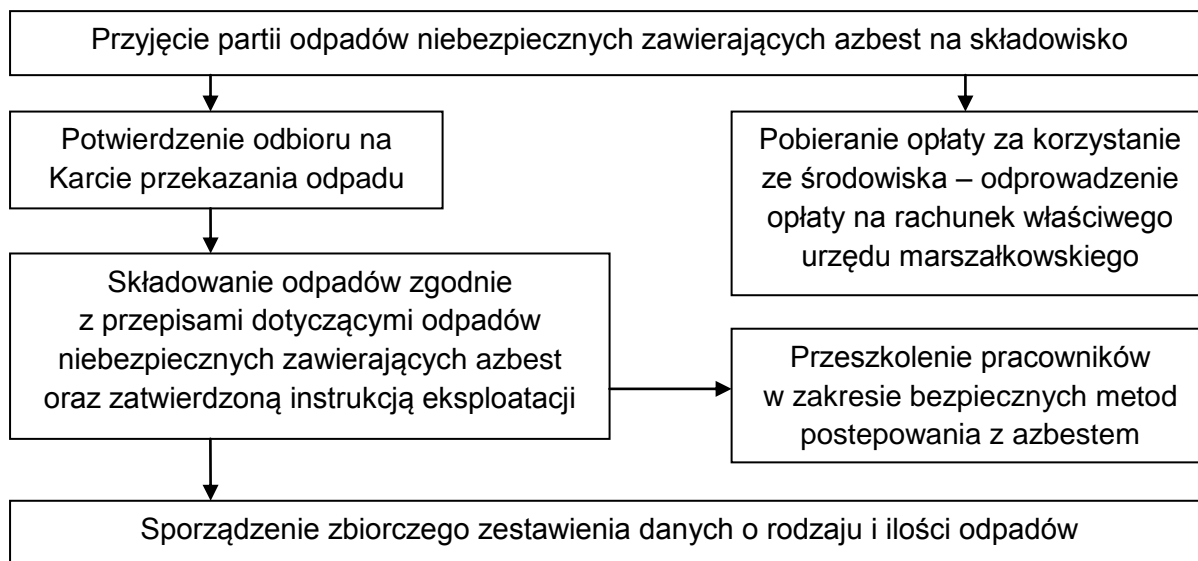 Przyjęcie partii odpadów niebezpiecznych zawierających azbest na składowisko
Potwierdzenie odbioru na
Karcie przekazania odpadu
Pobieranie opłaty za korzystanie
ze środowiska – odprowadzenie
opłaty na rachunek właściwego
urzędu marszałkowskiego
Składowanie odpadów zgodnie
z przepisami dotyczącymi odpadów
niebezpiecznych zawierających azbest
oraz zatwierdzoną instrukcją eksploatacji
Przeszkolenie pracowników
w zakresie bezpiecznych metod
postepowania z azbestem
Sporządzenie zbiorczego zestawienia danych o rodzaju i ilości odpadów